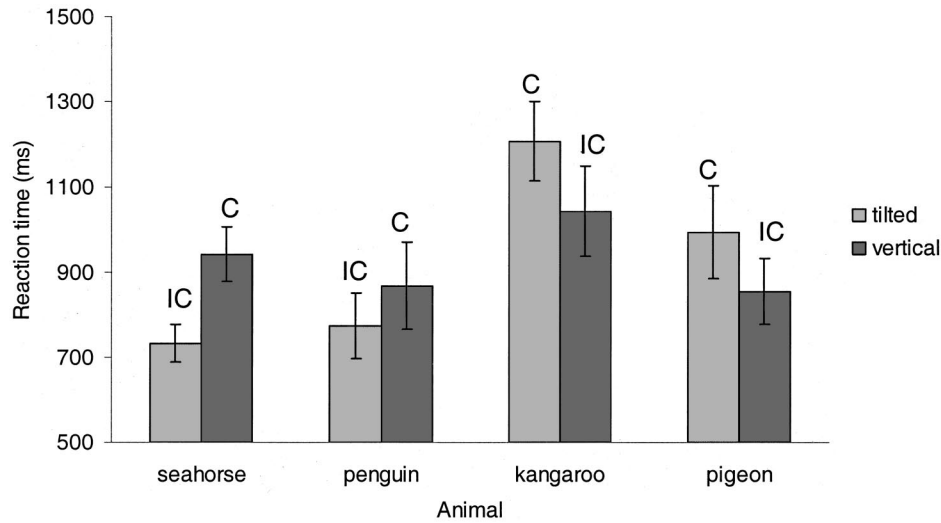 1500
1300
1100
900
700
500
Reaction time (ms)
IC
C
IC
C
C
IC
C
IC
tilted
vertical
seahorse
penguin
kangaroo
pigeon
Animal